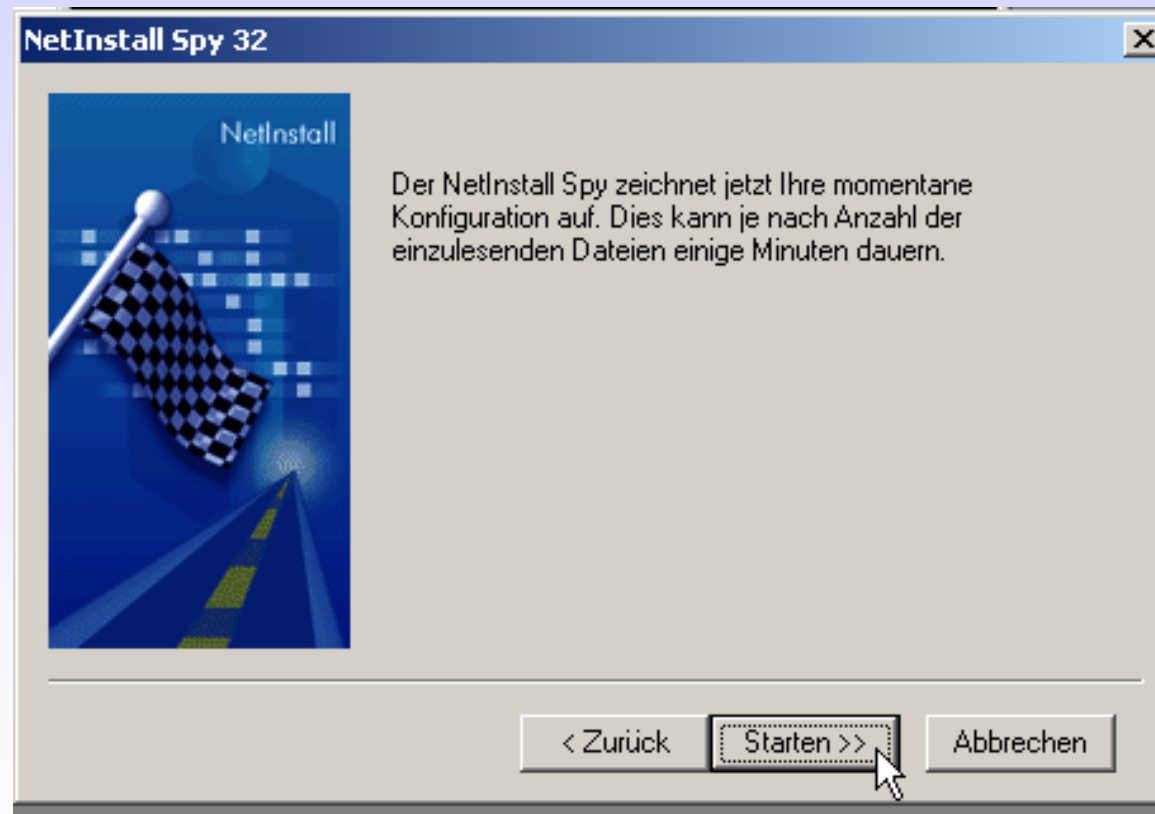 NetInstall Spy 32
NetInstall
Der NetInstall Spy zeichnet jetzt Ihre momentane
Konfiguration auf. Dies kann je nach Anzahl der
einzulesenden Dateien einige Minuten dauern.
< Zurück
Starten >>
Abbrechen